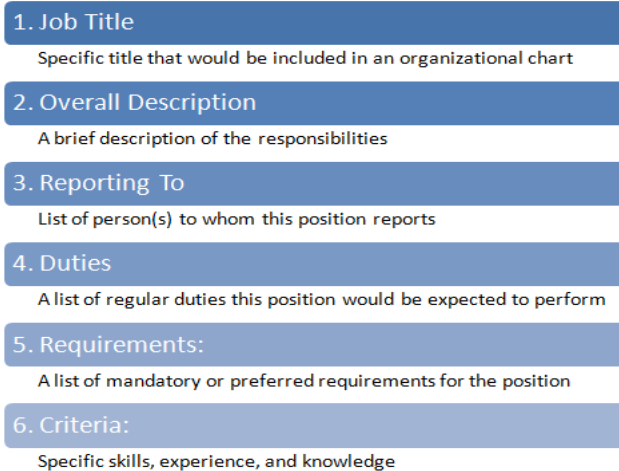 1. Job Title
Specific title that would be included in an organizational chart
2. Overall Description
A brief description of the responsibilities
3. Reporting To
List of person(s) to whom this position reports
4. Duties
A list of regular duties this position would be expected to perform
5. Requirements:
A list of mandatory or preferred requirements for the position
6. Criteria:
Specific skills, experience, and knowledge